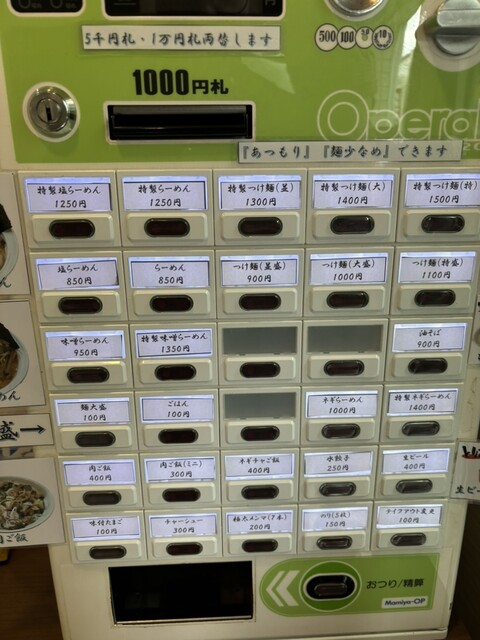 5千円札・1万円札両替します
500 100 50 10
1000円札
Opera
『あつもり』『麺少なめ』できます
特製塩らーめん
1250円
特製らーめん
1250円
特製つけ麺(並)
1300円
特製つけ麺(大)
1400円
特製つけ麺(特)
1500円
塩らーめん
850円
らーめん
850円
つけ麺(並盛)
900円
つけ麺(大盛)
1000円
つけ麺(特盛)
1100円
味噌らーめん
950円
特製味噌らーめん
1350円
油そば
900円
麺大盛
100円
ごはん
100円
ネギらーめん
1000円
特製ネギらーめん
1400円
盛→
肉ご飯
400円
肉ご飯(ミニ)
300円
ネギチャご飯
400円
水餃子
250円
生ビール
400円
味付たまご
100円
チャーシュー
300円
極太メンマ(7本)
200円
のり(5枚)
150円
テイクアウト
100円
ご飯
生ビ
おつり/精算
Mamiya-OP